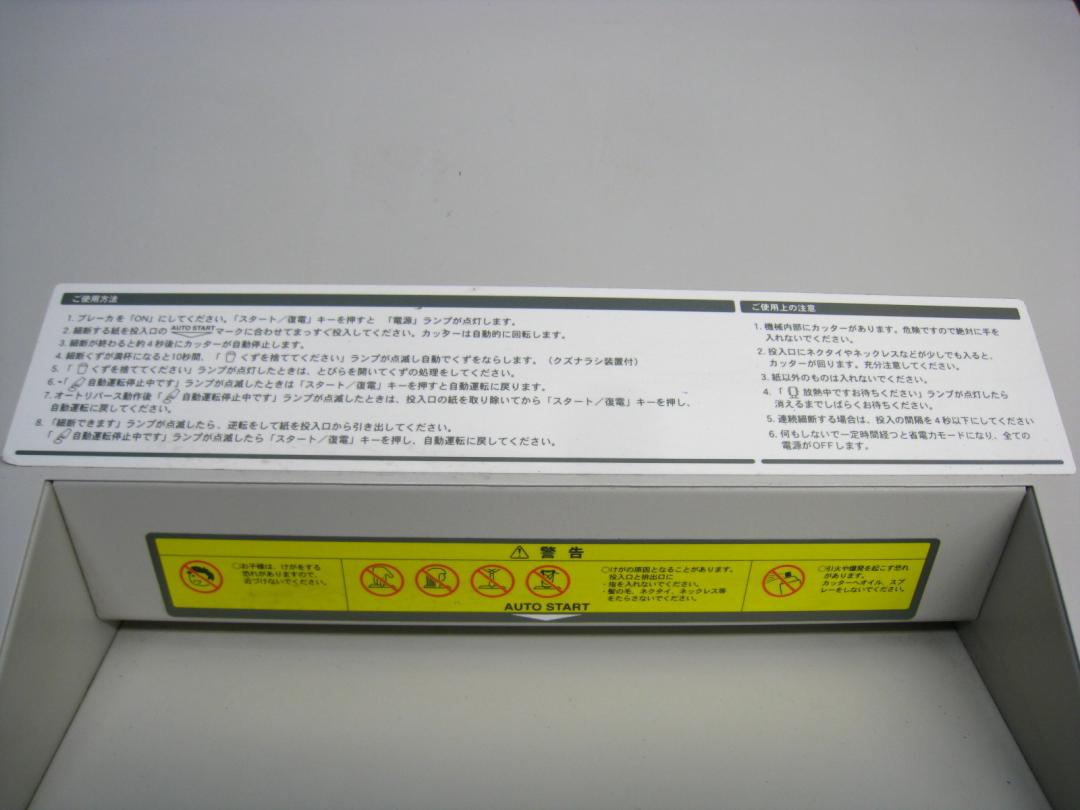 ご使用方法
1. ブレーカを「ON」にしてください。「スタート／復電」キーを押すと 「電源」ランプが点灯します。
2. 細断する紙を投入口の AUTO START マークに合わせてまっすぐ投入してください。カッターは自動的に回転します。
3. 細断が終わると約４秒後にカッターが自動停止します。
4. 細断くずが満杯になると10秒間、「 くずを捨ててください」ランプが点滅し自動でくずをならします。（クズナラシ装置付）
5. 「 くずを捨ててください」ランプが点灯したときは、とびらを開いてくずの処理をしてください。
6. 「 自動運転停止中です」ランプが点滅したときは「スタート／復電」キーを押すと自動運転に戻ります。
7. オートリバース動作後「 自動運転停止中です」ランプが点滅したときは、投入口の紙を取り除いてから「スタート／復電」キーを押し、
自動運転に戻してください。
8. 「細断できます」ランプが点滅したら、逆転をして紙を投入口から引き出してください。
「 自動運転停止中です」ランプが点滅したら「スタート／復電」キーを押し、自動運転に戻してください。
ご使用上の注意
1. 機械内部にカッターがあります。危険ですので絶対に手を
入れないでください。
2. 投入口にネクタイやネックレスなどが少しでも入ると、
カッターが回ります。充分注意してください。
3. 紙以外のものは入れないでください。
4. 「 放熱中ですお待ちください」ランプが点灯したら
消えるまでしばらくお待ちください。
5. 連続細断する場合は、投入の間隔を４秒以下にしてください
6. 何もしないで一定時間経つと省電力モードになり、全ての
電源がOFFします。
警告
○お子様は、けがをする
恐れがありますので、
近づけないでください。
○けがの原因となることがあります。
投入口と排出口に
・指を入れないでください。
・髪の毛、ネクタイ、ネックレス等
をたらさないでください。
○引火や爆発を起こす恐れ
があります。
カッターへオイル、スプ
レーをしないでください。
AUTO START